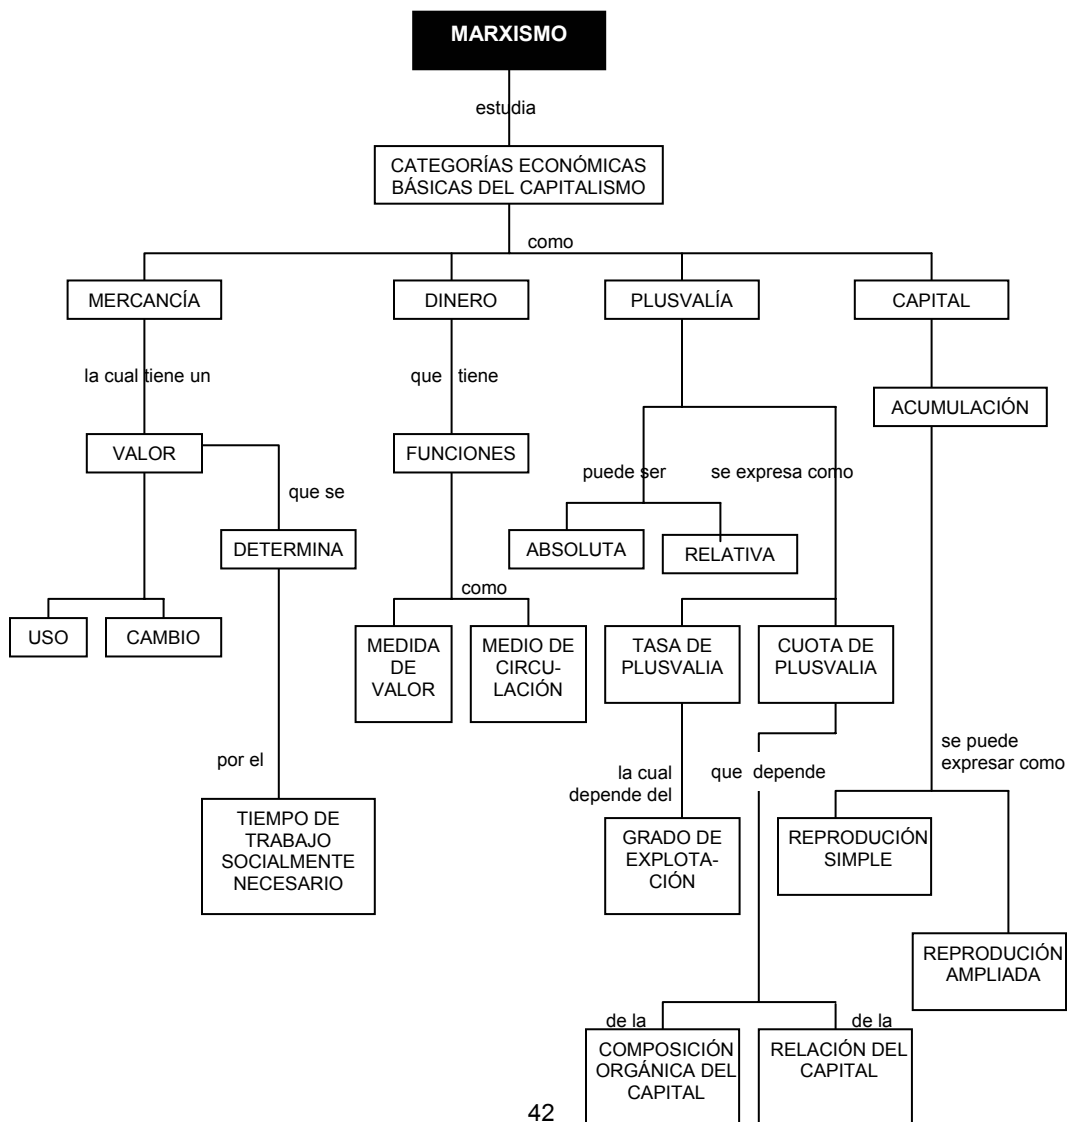 MARXISMO
estudia
CATEGORÍAS ECONÓMICAS
BÁSICAS DEL CAPITALISMO
como
MERCANCÍA
DINERO
PLUSVALÍA
CAPITAL
la cual tiene un
que tiene
ACUMULACIÓN
VALOR
FUNCIONES
puede ser
se expresa como
que se
DETERMINA
ABSOLUTA
RELATIVA
como
USO
CAMBIO
MEDIDA
DE
VALOR
MEDIO DE
CIRCU-
LACIÓN
TASA DE
PLUSVALIA
CUOTA DE
PLUSVALIA
por el
la cual
depende del
que depende
se puede
expresar como
TIEMPO DE
TRABAJO
SOCIALMENTE
NECESARIO
GRADO DE
EXPLOTA-
CIÓN
REPRODUCIÓN
SIMPLE
REPRODUCIÓN
AMPLIADA
de la
de la
COMPOSICIÓN
ORGÁNICA DEL
CAPITAL
RELACIÓN DEL
CAPITAL
42